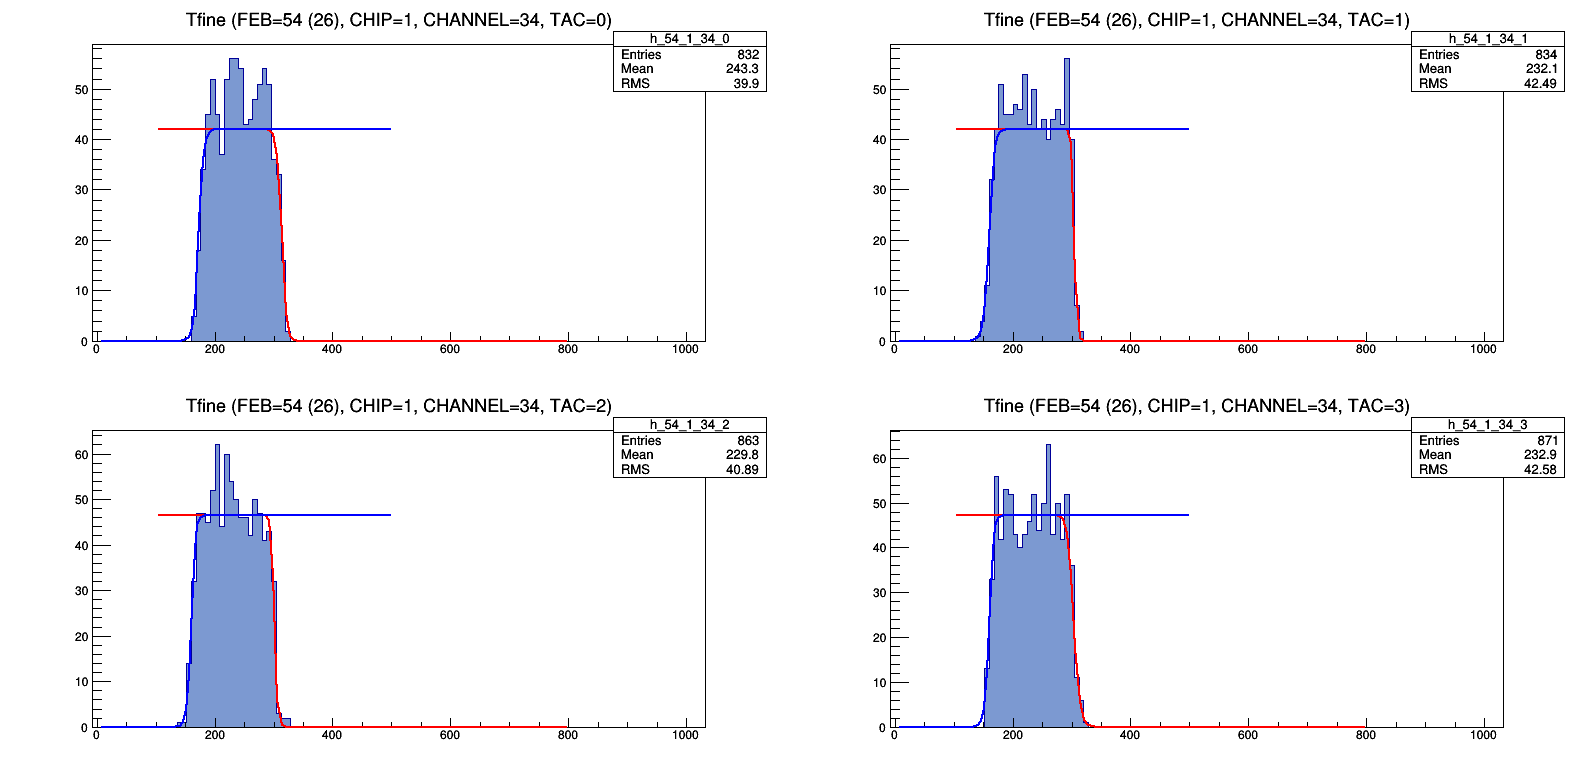 Tfine (FEB=54 (26), CHIP=1, CHANNEL=34, TAC=0)
h_54_1_34_0
Entries 832
Mean 243.3
RMS 39.9
50
40
30
20
10
0
0 200 400 600 800 1000
Tfine (FEB=54 (26), CHIP=1, CHANNEL=34, TAC=1)
h_54_1_34_1
Entries 834
Mean 232.1
RMS 42.49
50
40
30
20
10
0
0 200 400 600 800 1000
Tfine (FEB=54 (26), CHIP=1, CHANNEL=34, TAC=2)
h_54_1_34_2
Entries 863
Mean 229.8
RMS 40.89
60
50
40
30
20
10
0
0 200 400 600 800 1000
Tfine (FEB=54 (26), CHIP=1, CHANNEL=34, TAC=3)
h_54_1_34_3
Entries 871
Mean 232.9
RMS 42.58
60
50
40
30
20
10
0
0 200 400 600 800 1000